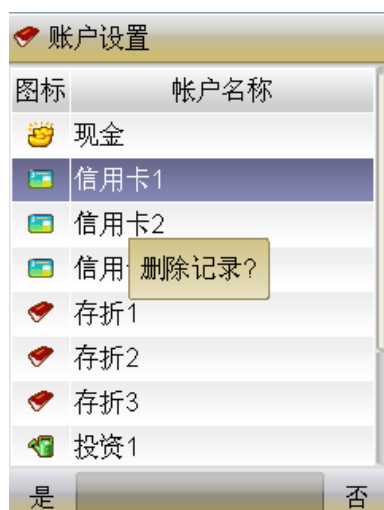 账户设置
图标 帐户名称
现金
信用卡1
信用卡2
信用
删除记录?
存折1
存折2
存折3
投资1
是 否